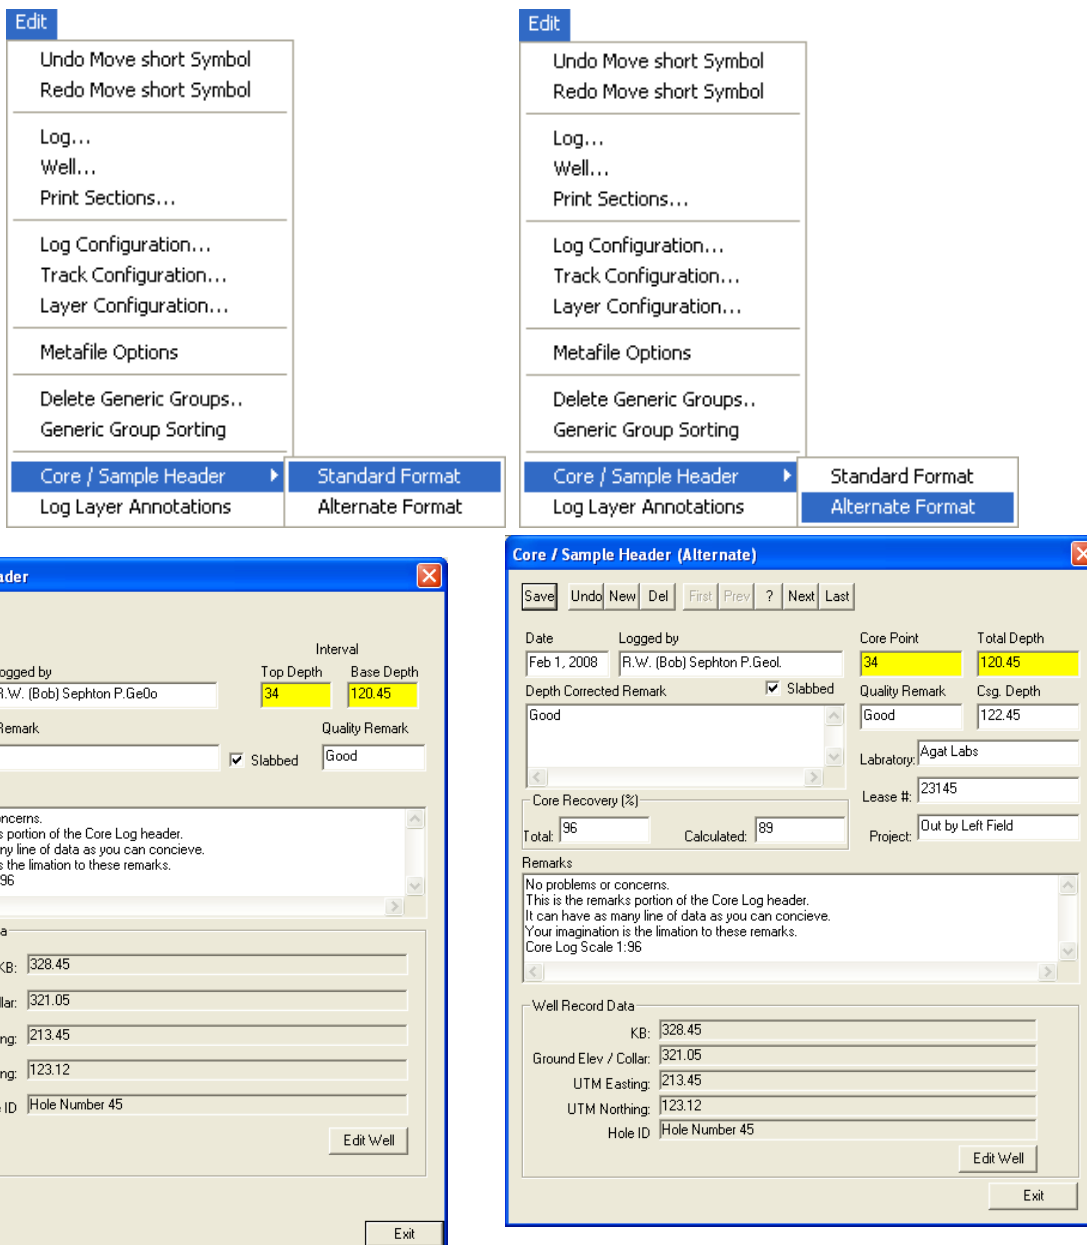 Edit
Undo Move short Symbol
Redo Move short Symbol
Log...
Well...
Print Sections...
Log Configuration...
Track Configuration...
Layer Configuration...
Metafile Options
Delete Generic Groups..
Generic Group Sorting
Core / Sample Header
Standard Format
Log Layer Annotations
Alternate Format
Edit
Undo Move short Symbol
Redo Move short Symbol
Log...
Well...
Print Sections...
Log Configuration...
Track Configuration...
Layer Configuration...
Metafile Options
Delete Generic Groups..
Generic Group Sorting
Core / Sample Header
Standard Format
Log Layer Annotations
Alternate Format
ader
Interval
ogged by Top Depth Base Depth
R.W. (Bob) Sephton P.Ge0o 34 120.45
Remark Quality Remark
Slabbed Good
ncerns.
s portion of the Core Log header.
ny line of data as you can concieve.
s the limation to these remarks.
96
a
KB: 328.45
llar: 321.05
ng: 213.45
ng: 123.12
ID Hole Number 45
Edit Well
Exit
Core / Sample Header (Alternate)
Save Undo New Del First Prev ? Next Last
Date Logged by Core Point Total Depth
Feb 1, 2008 R.W. (Bob) Sephton P.Geol. 34 120.45
Depth Corrected Remark Slabbed Quality Remark Csg. Depth
Good Good 122.45
Labratory: Agat Labs
Lease #: 23145
Core Recovery (%)
Total: 96 Calculated: 89 Project: Out by Left Field
Remarks
No problems or concerns.
This is the remarks portion of the Core Log header.
It can have as many line of data as you can concieve.
Your imagination is the limation to these remarks.
Core Log Scale 1:96
Well Record Data
KB: 328.45
Ground Elev / Collar: 321.05
UTM Easting: 213.45
UTM Northing: 123.12
Hole ID Hole Number 45
Edit Well
Exit